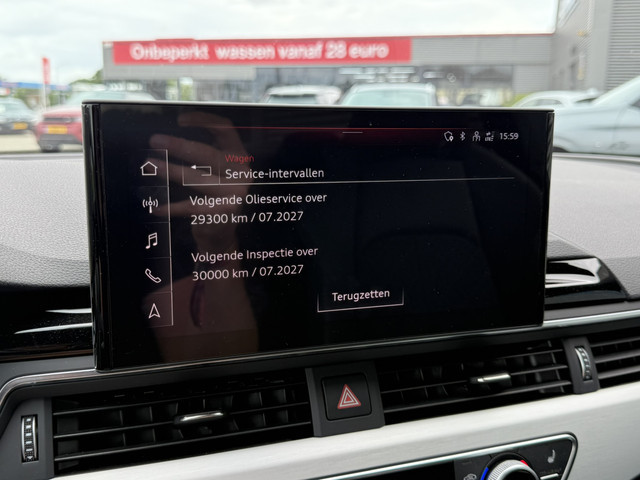 Onbeperkt wassen vanaf 28 euro
15:59
Wagen
Service-intervallen
Volgende Olieservice over
29300 km / 07.2027
Volgende Inspectie over
30000 km / 07.2027
Terugzetten